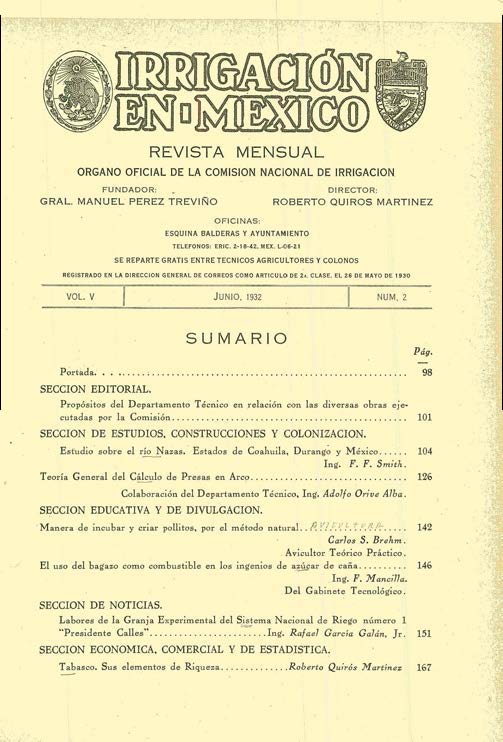 IRRIGACIÓN
EN MEXICO
REVISTA MENSUAL
ORGANO OFICIAL DE LA COMISION NACIONAL DE IRRIGACION
FUNDADOR: DIRECTOR:
GRAL. MANUEL PEREZ TREVIÑO ROBERTO QUIROS MARTINEZ
OFICINAS:
ESQUINA BALDERAS Y AYUNTAMIENTO
TELEFONOS: ERIC. 2-18-42, MEX. L-06-21
SE REPARTE GRATIS ENTRE TECNICOS AGRICULTORES Y COLONOS
REGISTRADO EN LA DIRECCION GENERAL DE CORREOS COMO ARTICULO DE 2a. CLASE, EL 26 DE MAYO DE 1930
VOL. V JUNIO, 1932 NUM, 2
SUMARIO
Pág.
Portada. . . ............................................................ 98
SECCION EDITORIAL.
Propósitos del Departamento Técnico en relación con las diversas obras eje-
cutadas por la Comisión................................................ 101
SECCION DE ESTUDIOS, CONSTRUCCIONES Y COLONIZACION.
Estudio sobre el río Nazas. Estados de Coahuila, Durango y México...... 104
Ing. F. F. Smith.
Teoría General del Cálculo de Presas en Arco................................ 126
Colaboración del Departamento Técnico, Ing. Adolfo Orive Alba.
SECCION EDUCATIVA Y DE DIVULGACION.
Manera de incubar y criar pollitos, por el método natural.. AVICULTURA ..... 142
Carlos S. Brehm.
Avicultor Teórico Práctico.
El uso del bagazo como combustible en los ingenios de azúcar de caña.......... 146
Ing. F. Mancilla.
Del Gabinete Tecnológico.
SECCION DE NOTICIAS.
Labores de la Granja Experimental del Sistema Nacional de Riego número 1
"Presidente Calles"........................Ing. Rafael García Galán, Jr. 151
SECCION ECONOMICA, COMERCIAL Y DE ESTADISTICA.
Tabasco. Sus elementos de Riqueza.............Roberto Quirós Martínez 167